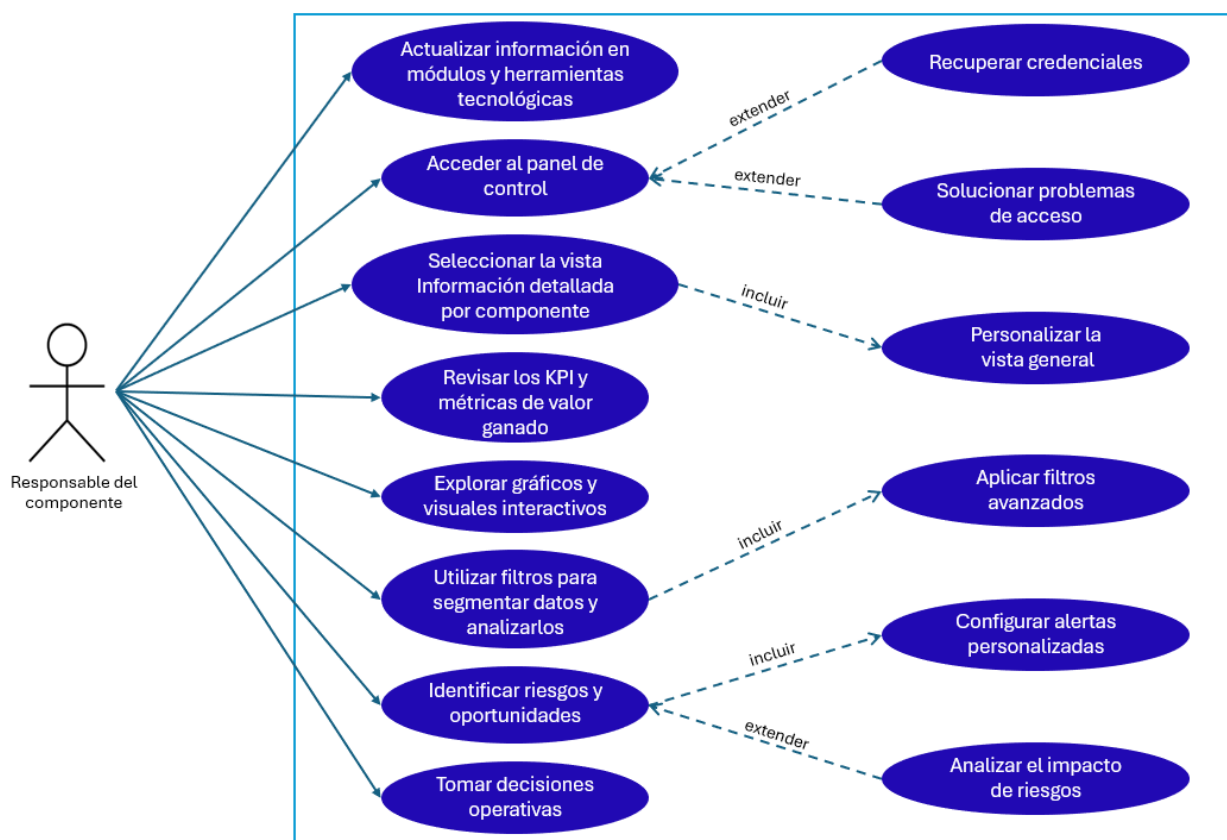 Actualizar información en
módulos y herramientas
tecnológicas
Recuperar credenciales
extender
Acceder al panel de
control
extender
Solucionar problemas
de acceso
Seleccionar la vista
Información detallada
por componente
incluir
Personalizar la
vista general
Revisar los KPI y
métricas de valor
ganado
Responsable del
componente
Explorar gráficos y
visuales interactivos
Aplicar filtros
avanzados
incluir
Utilizar filtros para
segmentar datos y
analizarlos
Configurar alertas
personalizadas
incluir
Identificar riesgos y
oportunidades
extender
Analizar el impacto
de riesgos
Tomar decisiones
operativas